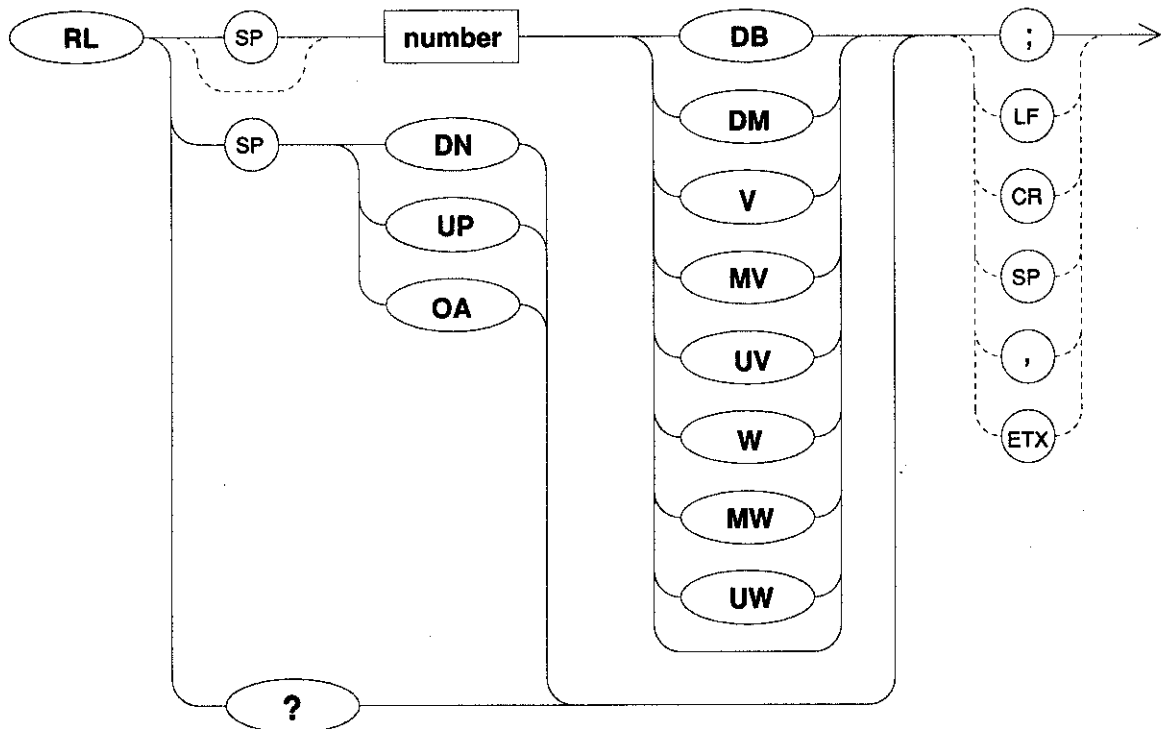 RL SP number DB ;
DM LF
SP DN
V CR
UP
MV SP
OA
UV ,
W ETX
MW
UW
?